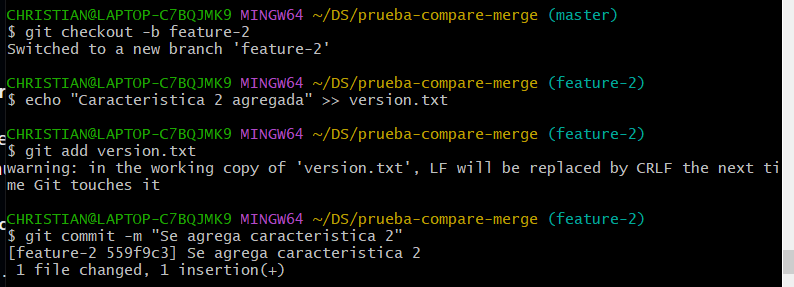 CHRISTIAN@LAPTOP-C7BQJMK9 MINGW64 ~/DS/prueba-compare-merge (master)
$ git checkout -b feature-2
Switched to a new branch 'feature-2'
CHRISTIAN@LAPTOP-C7BQJMK9 MINGW64 ~/DS/prueba-compare-merge (feature-2)
$ echo "Caracteristica 2 agregada" >> version.txt
CHRISTIAN@LAPTOP-C7BQJMK9 MINGW64 ~/DS/prueba-compare-merge (feature-2)
$ git add version.txt
warning: in the working copy of 'version.txt', LF will be replaced by CRLF the next ti
me Git touches it
CHRISTIAN@LAPTOP-C7BQJMK9 MINGW64 ~/DS/prueba-compare-merge (feature-2)
$ git commit -m "Se agrega caracteristica 2"
[feature-2 559f9c3] Se agrega caracteristica 2
1 file changed, 1 insertion(+)